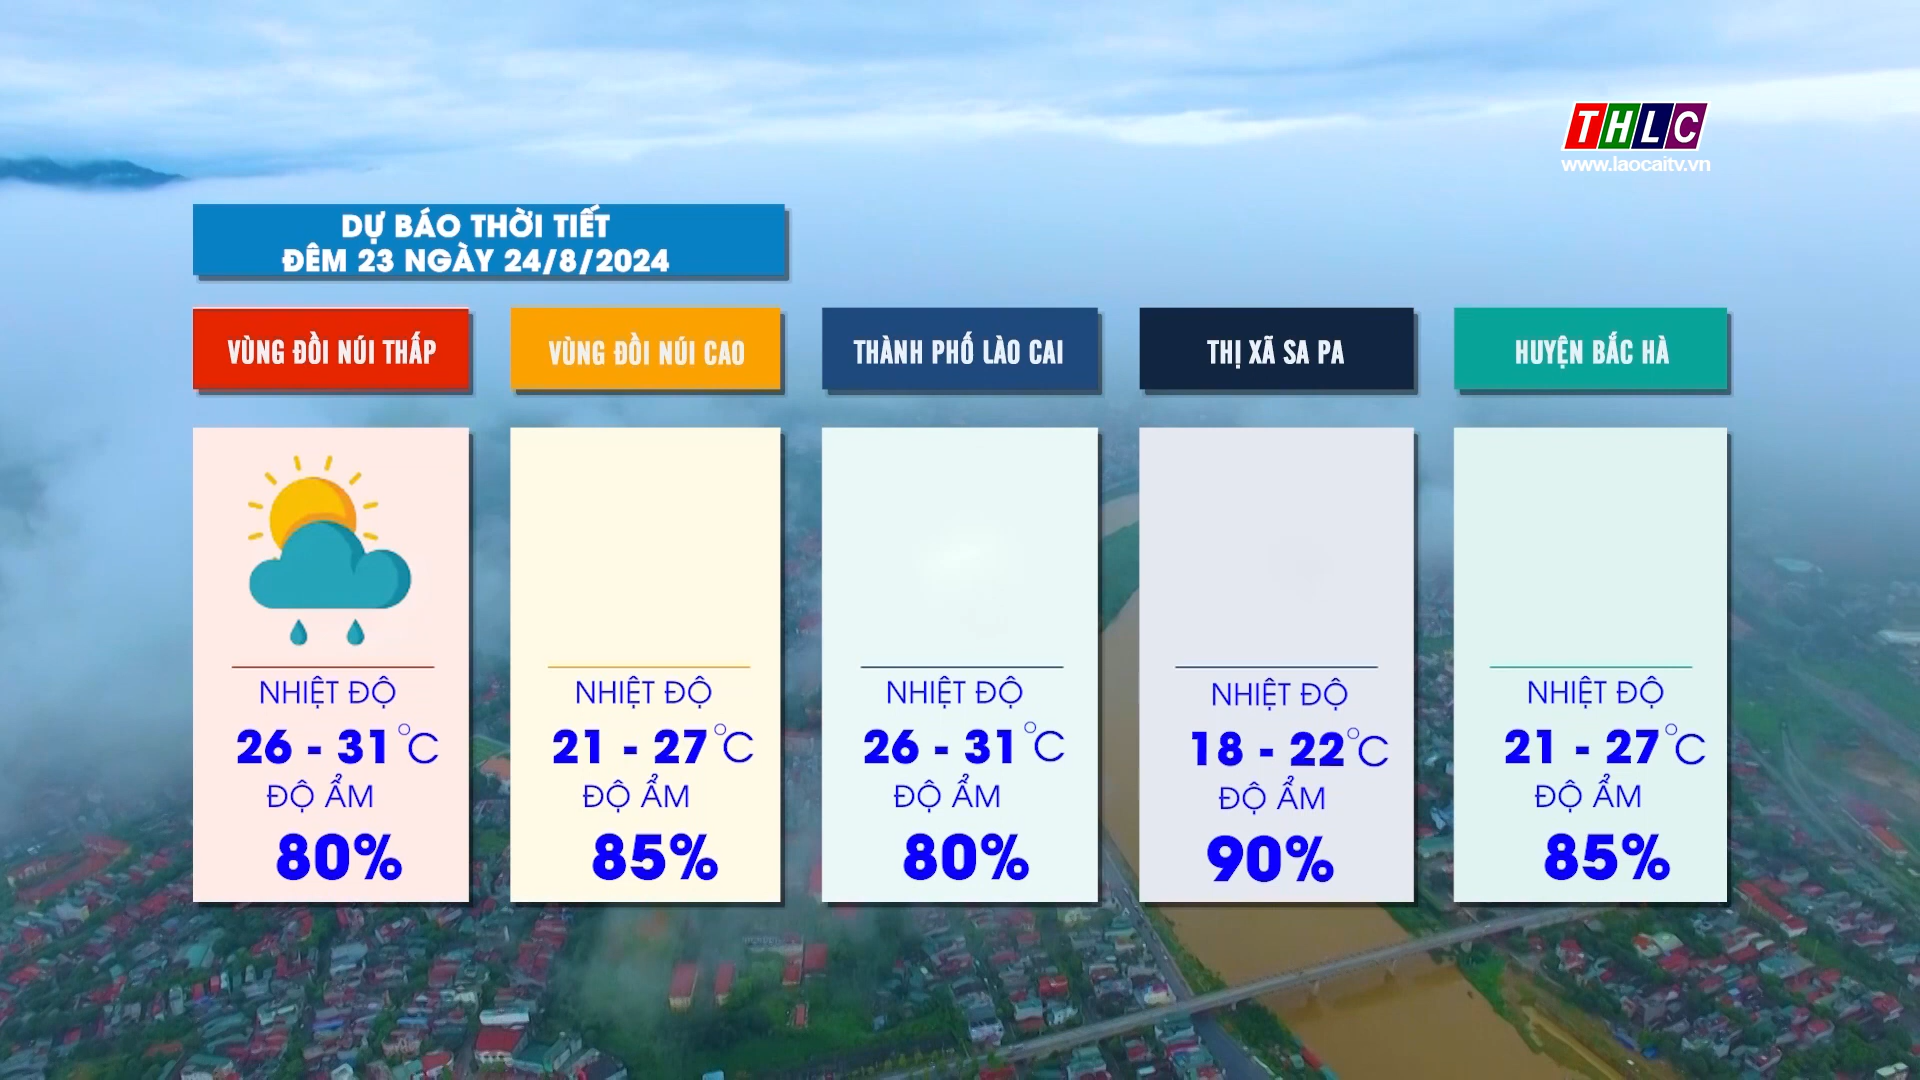 THLC
www.laocaitv.vn
DỰ BÁO THỜI TIẾT
ĐÊM 23 NGÀY 24/8/2024
VÙNG ĐỒI NÚI THẤP
NHIỆT ĐỘ
26 - 31°C
ĐỘ ẨM
80%
VÙNG ĐỒI NÚI CAO
NHIỆT ĐỘ
21 - 27°C
ĐỘ ẨM
85%
THÀNH PHỐ LÀO CAI
NHIỆT ĐỘ
26 - 31°C
ĐỘ ẨM
80%
THỊ XÃ SA PA
NHIỆT ĐỘ
18 - 22°C
ĐỘ ẨM
90%
HUYỆN BẮC HÀ
NHIỆT ĐỘ
21 - 27°C
ĐỘ ẨM
85%